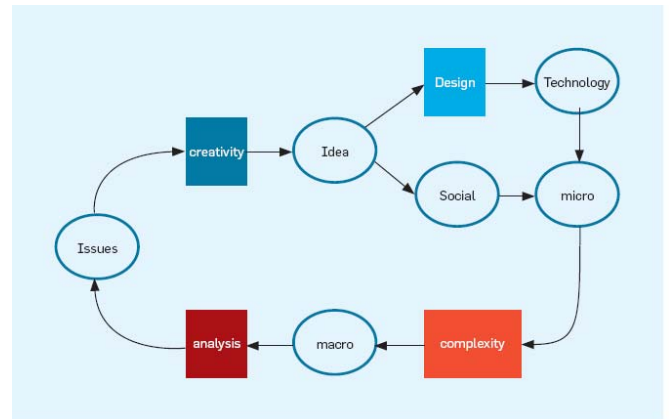 Design
Technology
creativity
Idea
Social
micro
Issues
analysis
macro
complexity